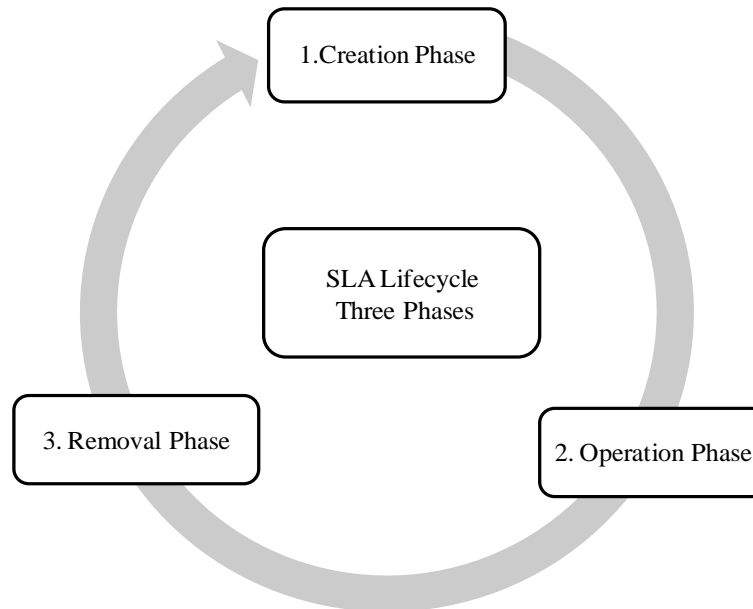 1.Creation Phase
SLA Lifecycle
Three Phases
3. Removal Phase
2. Operation Phase